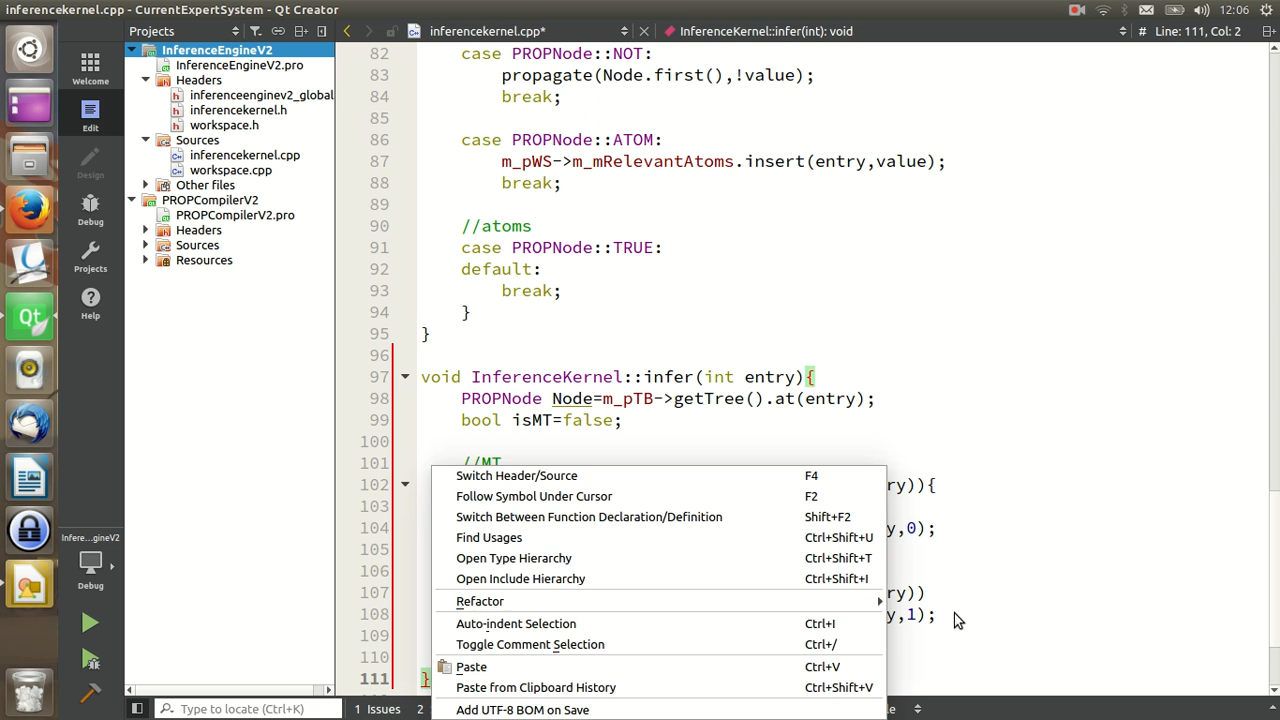 inferencekernel.cpp - CurrentExpertSystem - Qt Creator
12:06
Projects
inferencekernel.cpp*
InferenceKernel::infer(int): void
# Line: 111, Col: 2
Welcome
Edit
Design
Debug
Projects
Help
Infere...gineV2
Debug
InferenceEngineV2
InferenceEngineV2.pro
Headers
inferenceenginev2_global
inferencekernel.h
workspace.h
Sources
inferencekernel.cpp
workspace.cpp
Other files
PROPCompilerV2
PROPCompilerV2.pro
Headers
Sources
Resources
82 case PROPNode::NOT:
83 propagate(Node.first(),!value);
84 break;
85
86 case PROPNode::ATOM:
87 m_pWS->m_mRelevantAtoms.insert(entry,value);
88 break;
89
90 //atoms
91 case PROPNode::TRUE:
92 default:
93 break;
94 }
95 }
96
97 void InferenceKernel::infer(int entry){
98 PROPNode Node=m_pTB->getTree().at(entry);
99 bool isMT=false;
100
101 //MT
102 ry)){
103
104 y,0);
105
106
107 ry))
108 y,1);
109
110
111 }
Switch Header/Source F4
Follow Symbol Under Cursor F2
Switch Between Function Declaration/Definition Shift+F2
Find Usages Ctrl+Shift+U
Open Type Hierarchy Ctrl+Shift+T
Open Include Hierarchy Ctrl+Shift+I
Refactor
Auto-indent Selection Ctrl+I
Toggle Comment Selection Ctrl+/
Paste Ctrl+V
Paste from Clipboard History Ctrl+Shift+V
Add UTF-8 BOM on Save
Type to locate (Ctrl+K)
1 Issues
2